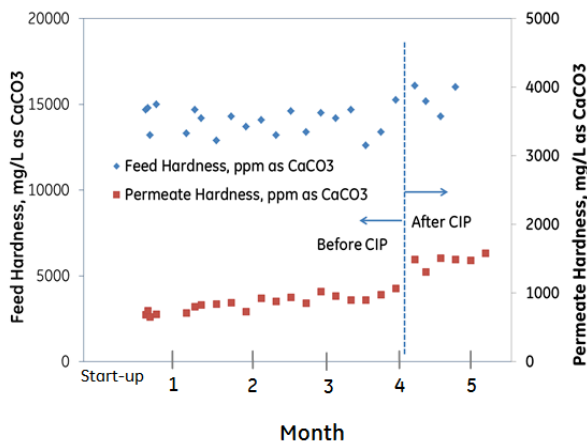 20000
15000
10000
5000
0
Feed Hardness, mg/L as CaCO3
5000
4000
3000
2000
1000
0
Permeate Hardness, mg/L as CaCO3
Feed Hardness, ppm as CaCO3
Permeate Hardness, ppm as CaCO3
After CIP
Before CIP
Start-up 1 2 3 4 5
Month